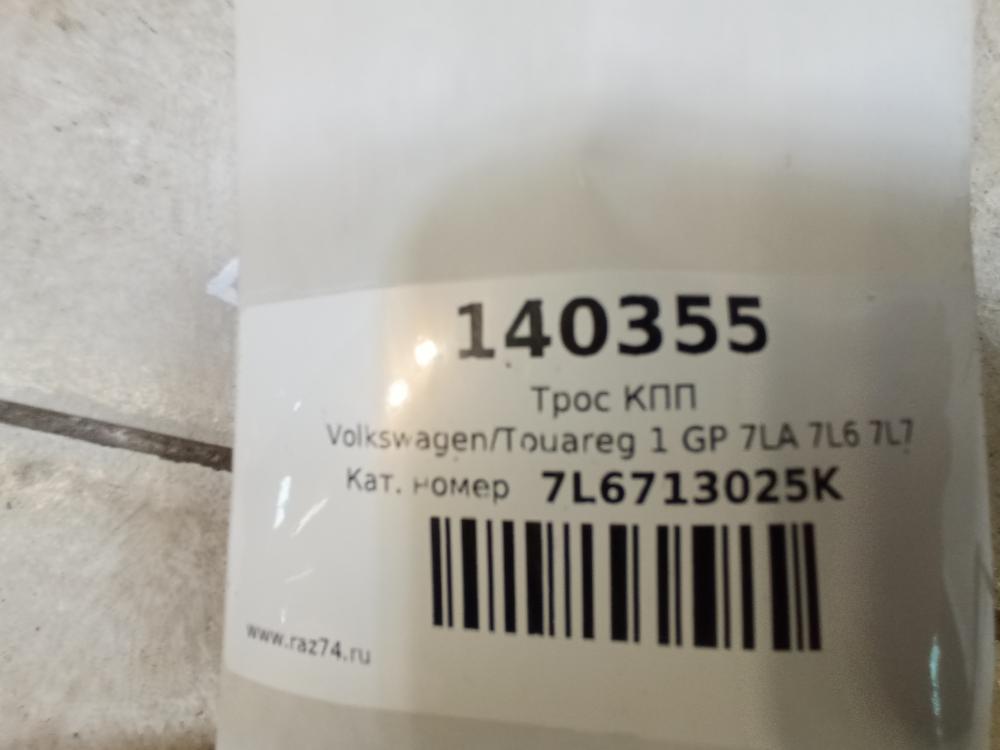 140355
Трос КПП
Volkswagen/Touareg 1 GP 7LA 7L6 7L7
Кат. номер 7L6713025K
www.raz74.ru